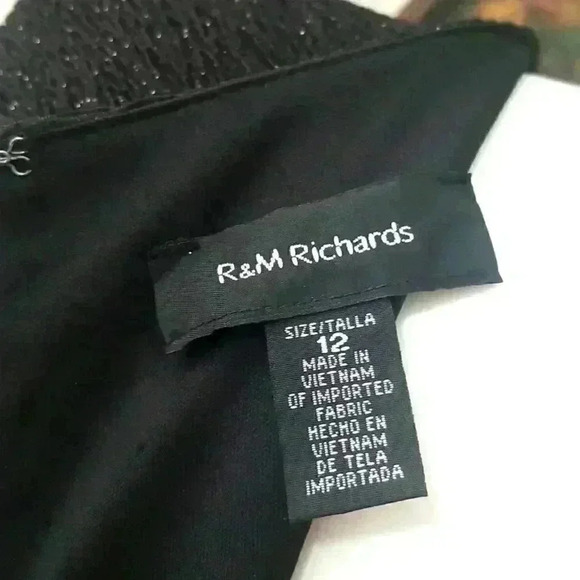 R&M Richards
SIZE/TALLA
12
MADE IN
VIETNAM
OF IMPORTED
FABRIC
HECHO EN
VIETNAM
DE TELA
IMPORTADA